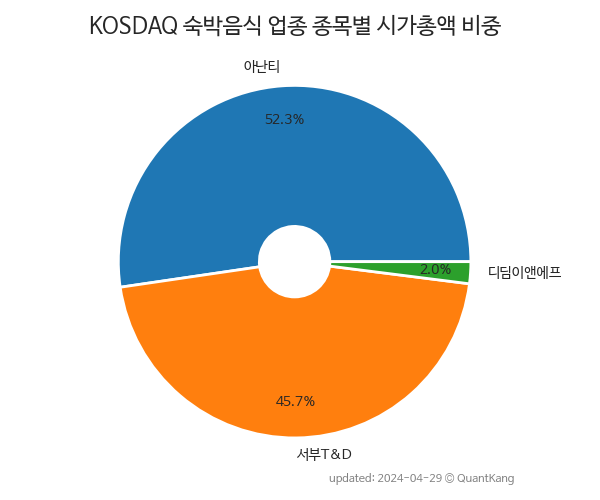 KOSDAQ 숙박음식 업종 종목별 시가총액 비중
아난티
52.3%
2.0%
디딤이앤에프
45.7%
서부T&D
updated: 2024-04-29 © QuantKang